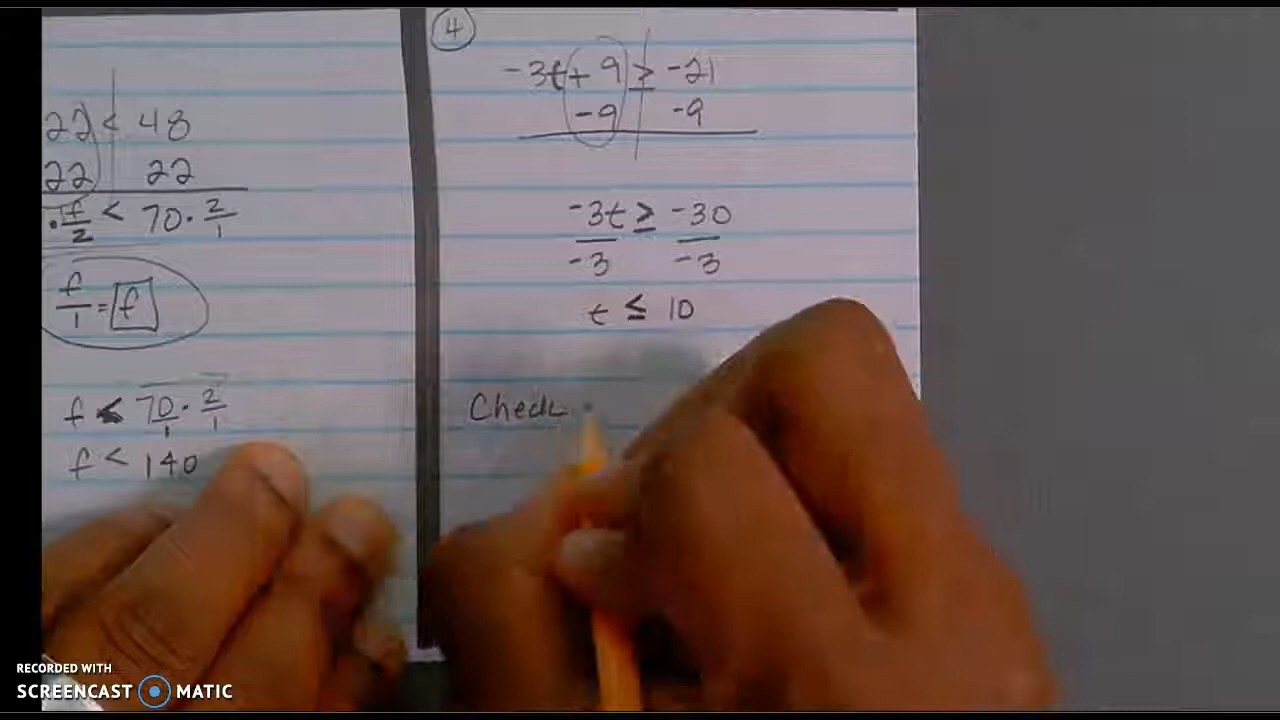 22 < 48
22 22
· f/2 < 70 · 2/1
f/1 = f
f < 70/1 · 2/1
f < 140
4
-3t + 9 ≥ -21
-9 -9
-3t ≥ -30
-3 -3
t ≤ 10
Check
RECORDED WITH
SCREENCAST MATIC